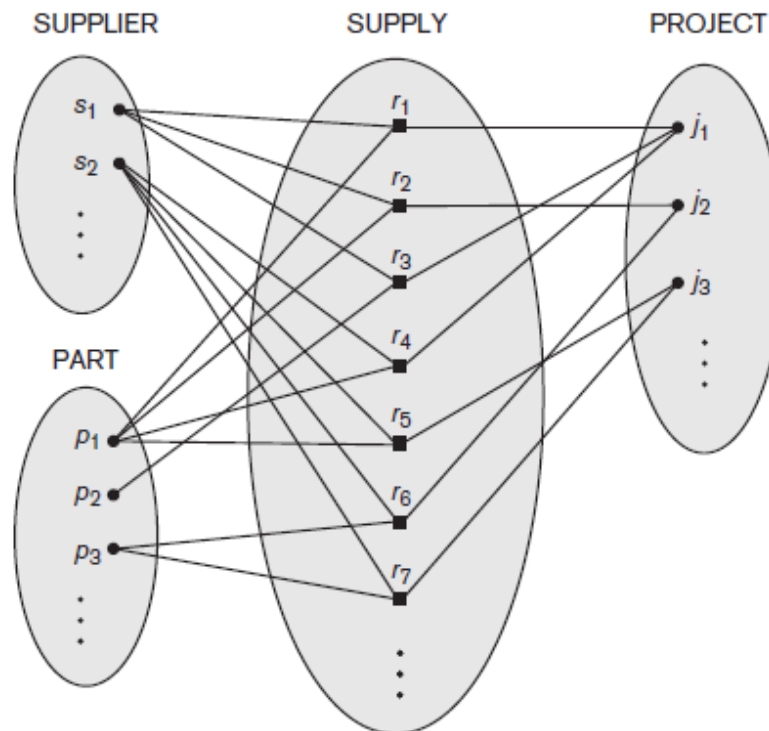 SUPPLIER
SUPPLY
PROJECT
s1
s2
PART
p1
p2
p3
r1
r2
r3
r4
r5
r6
r7
j1
j2
j3